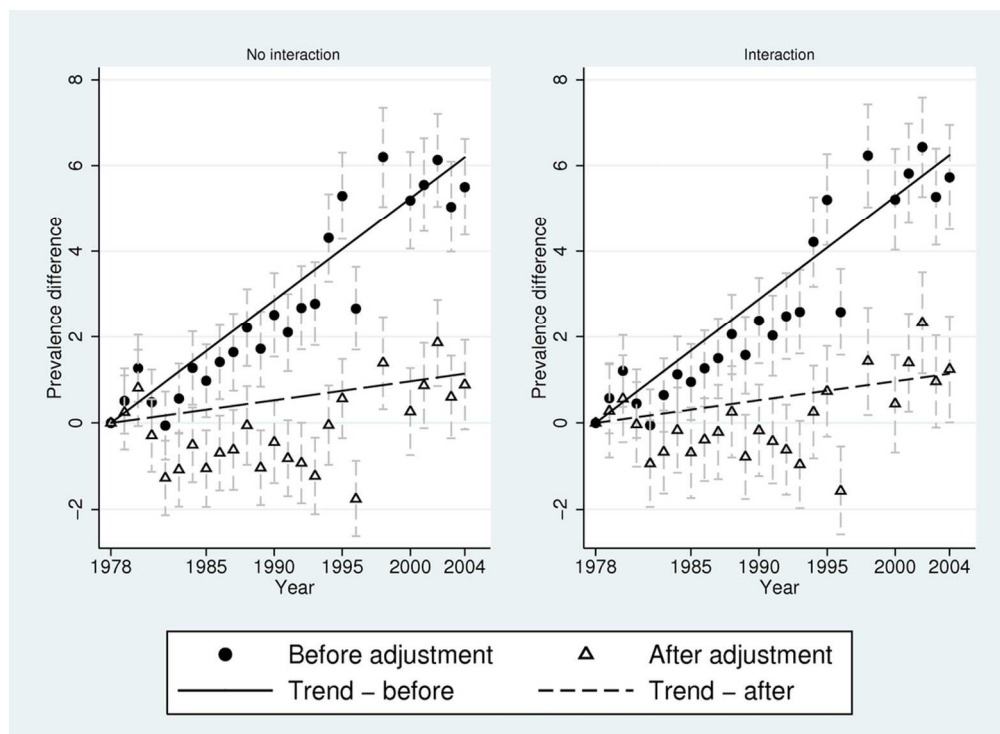 No interaction
Interaction
Prevalence difference
8
6
4
2
0
−2
1978 1985 1990 1995 2000 2004
Year
Prevalence difference
8
6
4
2
0
−2
1978 1985 1990 1995 2000 2004
Year
Before adjustment
After adjustment
Trend − before
Trend − after